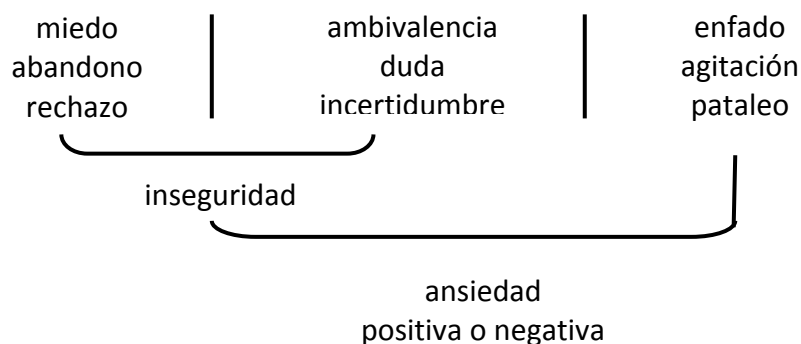 miedo
abandono
rechazo
ambivalencia
duda
incertidumbre
enfado
agitación
pataleo
inseguridad
ansiedad
positiva o negativa